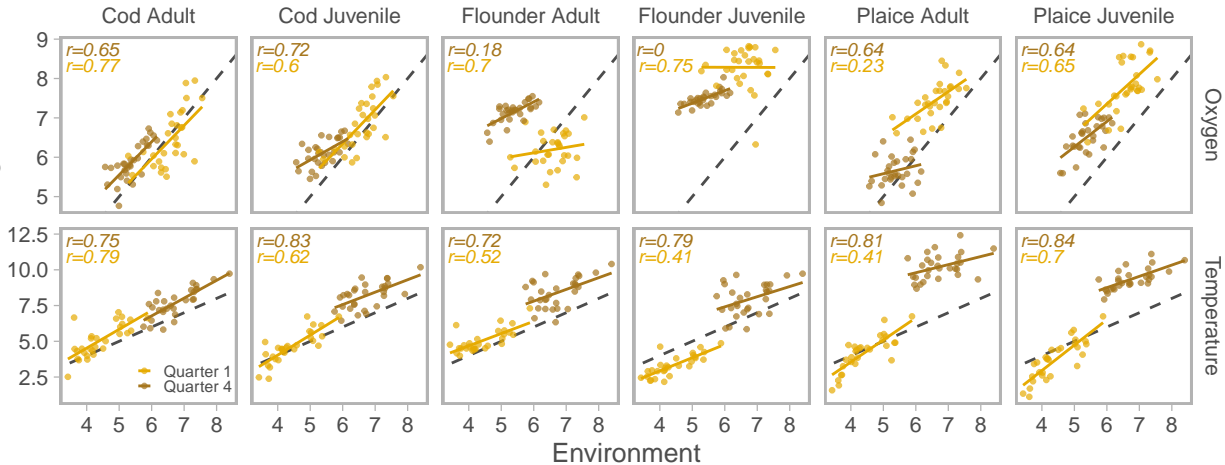 Cod Adult Cod Juvenile Flounder Adult Flounder Juvenile Plaice Adult Plaice Juvenile
9 r=0.65 r=0.72 r=0.18 r=0 r=0.64 r=0.64
r=0.77 r=0.6 r=0.7 r=0.75 r=0.23 r=0.65
8
7
6
5
Oxygen
12.5 r=0.75 r=0.83 r=0.72 r=0.79 r=0.81 r=0.84
r=0.79 r=0.62 r=0.52 r=0.41 r=0.41 r=0.7
10.0
7.5
5.0
2.5
Temperature
Quarter 1
Quarter 4
4 5 6 7 8 4 5 6 7 8 4 5 6 7 8 4 5 6 7 8 4 5 6 7 8 4 5 6 7 8
Environment